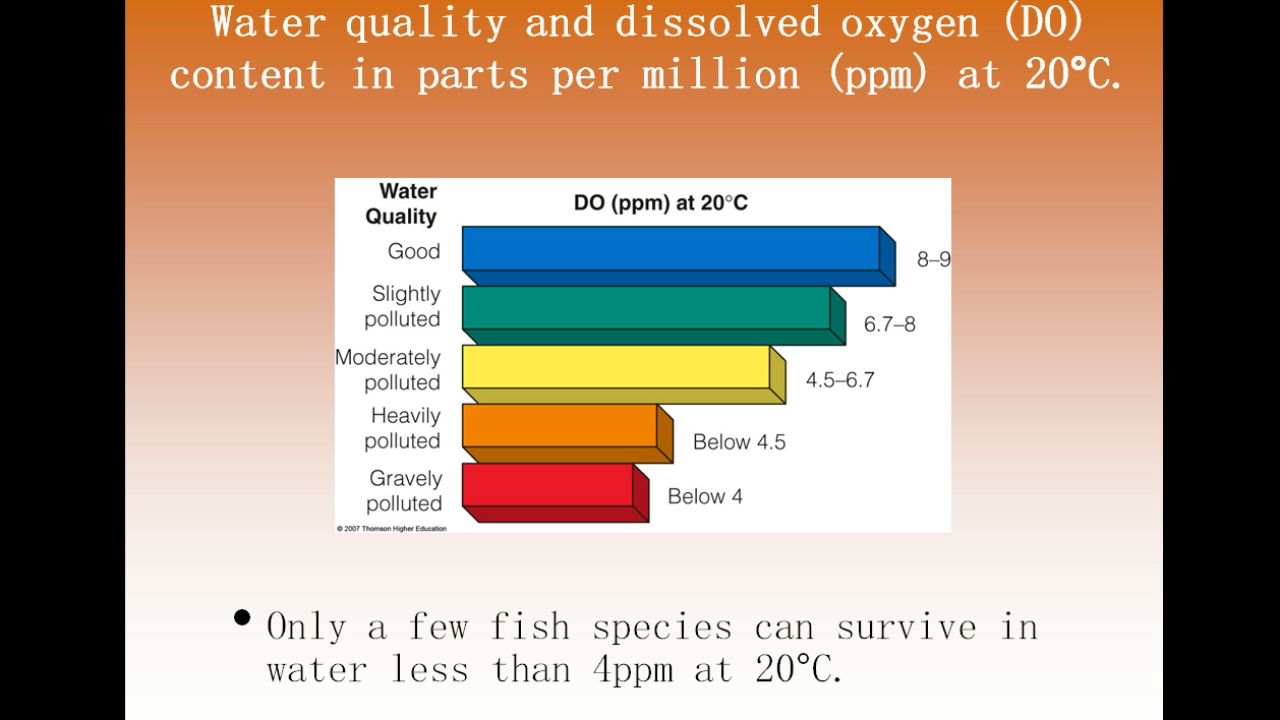 Water quality and dissolved oxygen (DO)
content in parts per million (ppm) at 20°C.
Water
Quality
DO (ppm) at 20°C
Good
8–9
Slightly
polluted
6.7–8
Moderately
polluted
4.5–6.7
Heavily
polluted
Below 4.5
Gravely
polluted
Below 4
© 2007 Thomson Higher Education
• Only a few fish species can survive in
water less than 4ppm at 20°C.